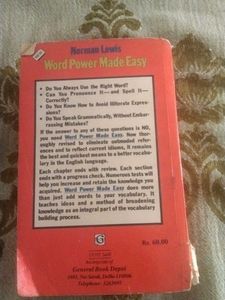 Norman Lewis
Word Power Made Easy
• Do You Always Use the Right Word?
• Can You Pronounce It—and Spell It—
Correctly?
• Do You Know How to Avoid Illiterate Expres-
sions?
• Do You Speak Grammatically, Without Embar-
rassing Mistakes?
If the answer to any of these questions is NO,
you need Word Power Made Easy. Now thor-
oughly revised to eliminate outmoded refer-
ences and to reflect current idioms, it remains
the best and quickest means to a better vocabu-
lary in the English language.
Each chapter ends with review. Each section
ends with a progress check. Numerous tests will
help you increase and retain the knowledge you
acquired. Word Power Made Easy does more
than just add words to your vocabulary. It
teaches ideas and a method of broadening
knowledge as an integral part of the vocabulary
building process.
G
Rs. 60.00
General Book Depot
1691, Nai Sarak, Delhi-110006